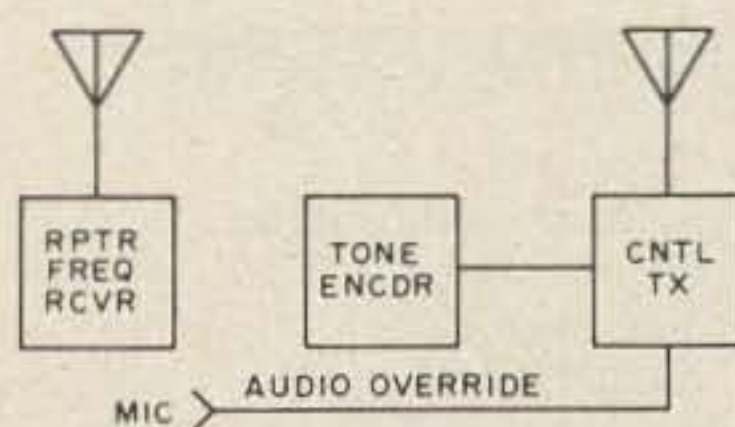 RPTR
FREQ
RCVR
TONE
ENCDR
CNTL
TX
AUDIO OVERRIDE
MIC